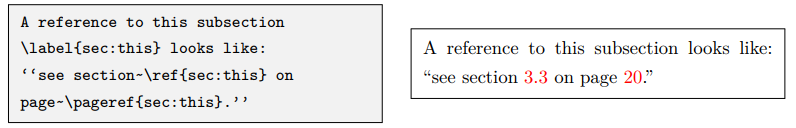 A reference to this subsection
\label{sec:this} looks like:
‘‘see section~\ref{sec:this} on
page~\pageref{sec:this}.’’
A reference to this subsection looks like:
“see section 3.3 on page 20.”